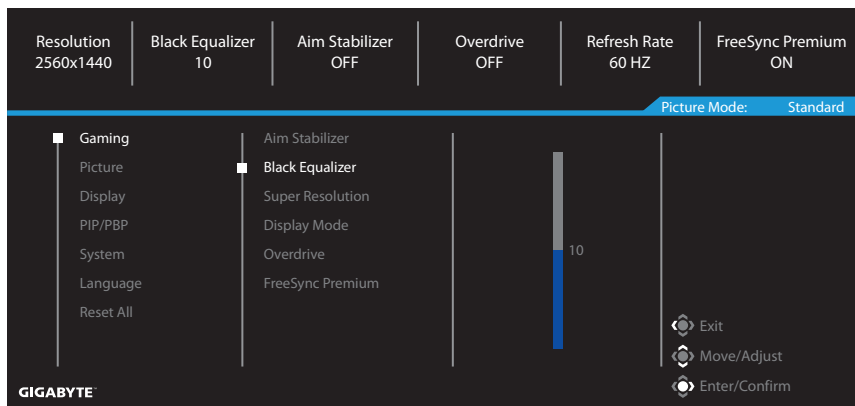 Resolution
2560x1440
Black Equalizer
10
Aim Stabilizer
OFF
Overdrive
OFF
Refresh Rate
60 HZ
FreeSync Premium
ON
Picture Mode: Standard
Gaming
Picture
Display
PIP/PBP
System
Language
Reset All
Aim Stabilizer
Black Equalizer
Super Resolution
Display Mode
Overdrive
FreeSync Premium
10
Exit
Move/Adjust
Enter/Confirm
GIGABYTE™